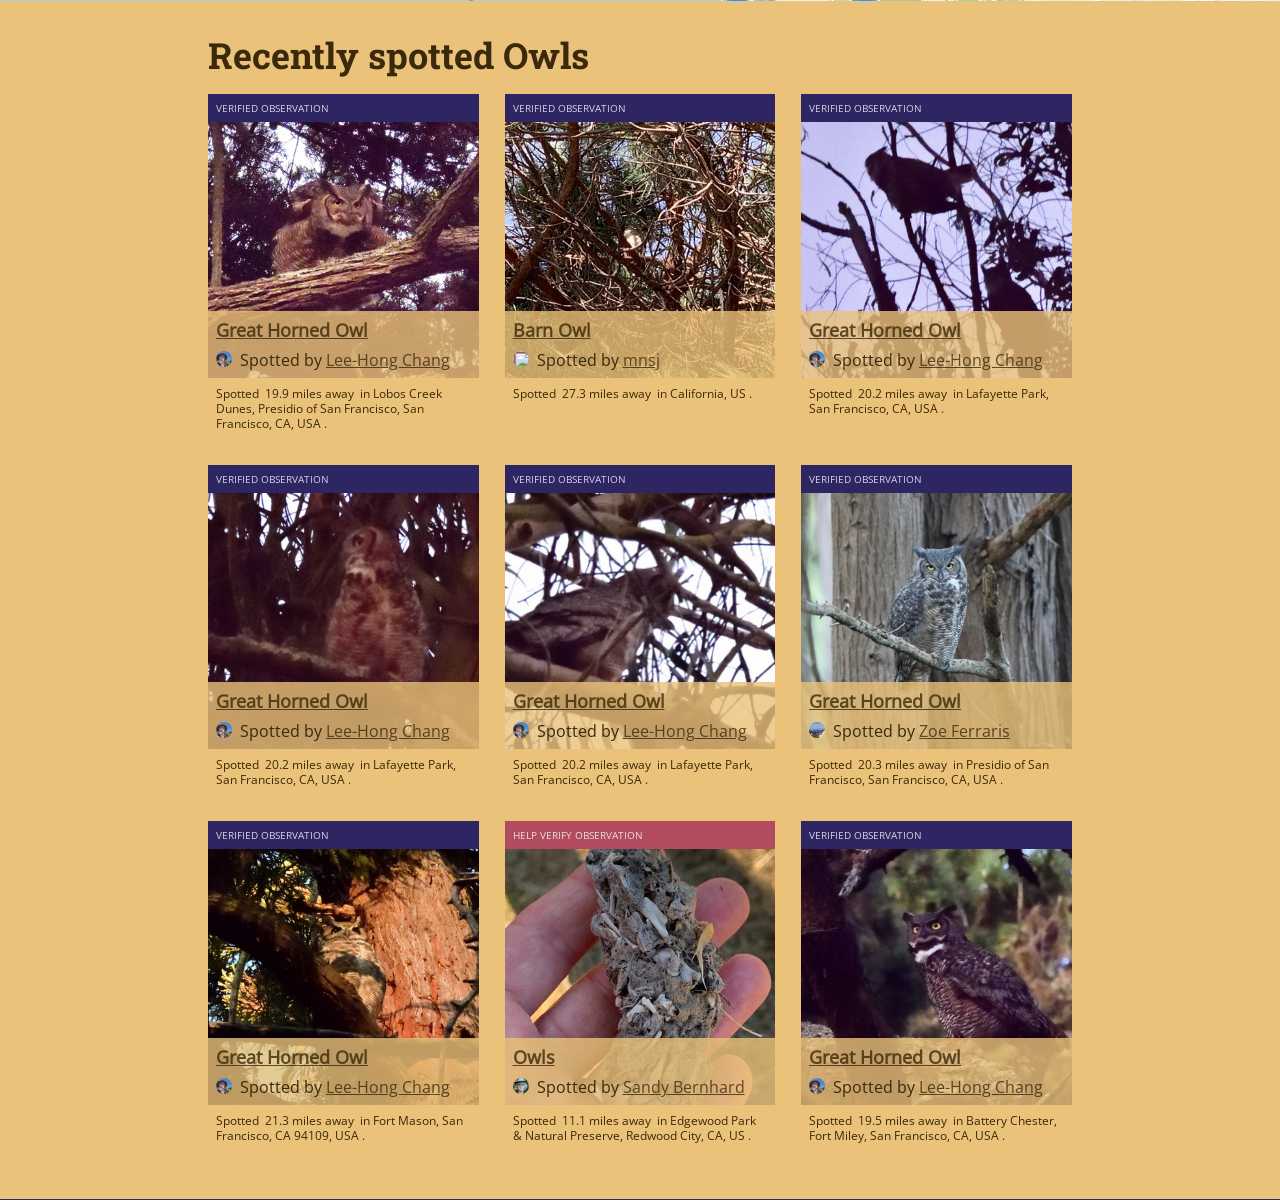 Recently spotted Owls
VERIFIED OBSERVATION
Great Horned Owl
Spotted by Lee-Hong Chang
Spotted 19.9 miles away in Lobos Creek
Dunes, Presidio of San Francisco, San
Francisco, CA, USA .
VERIFIED OBSERVATION
Barn Owl
Spotted by mnsj
Spotted 27.3 miles away in California, US .
VERIFIED OBSERVATION
Great Horned Owl
Spotted by Lee-Hong Chang
Spotted 20.2 miles away in Lafayette Park,
San Francisco, CA, USA .
VERIFIED OBSERVATION
Great Horned Owl
Spotted by Lee-Hong Chang
Spotted 20.2 miles away in Lafayette Park,
San Francisco, CA, USA .
VERIFIED OBSERVATION
Great Horned Owl
Spotted by Lee-Hong Chang
Spotted 20.2 miles away in Lafayette Park,
San Francisco, CA, USA .
VERIFIED OBSERVATION
Great Horned Owl
Spotted by Zoe Ferraris
Spotted 20.3 miles away in Presidio of San
Francisco, San Francisco, CA, USA .
VERIFIED OBSERVATION
Great Horned Owl
Spotted by Lee-Hong Chang
Spotted 21.3 miles away in Fort Mason, San
Francisco, CA 94109, USA .
HELP VERIFY OBSERVATION
Owls
Spotted by Sandy Bernhard
Spotted 11.1 miles away in Edgewood Park
& Natural Preserve, Redwood City, CA, US .
VERIFIED OBSERVATION
Great Horned Owl
Spotted by Lee-Hong Chang
Spotted 19.5 miles away in Battery Chester,
Fort Miley, San Francisco, CA, USA .